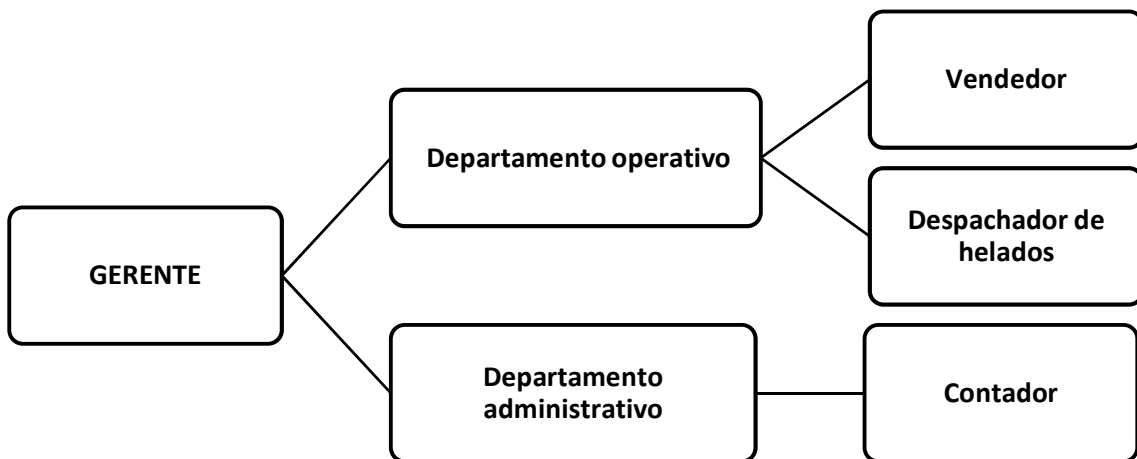 Vendedor
Departamento operativo
Despachador de
helados
GERENTE
Departamento
administrativo
Contador